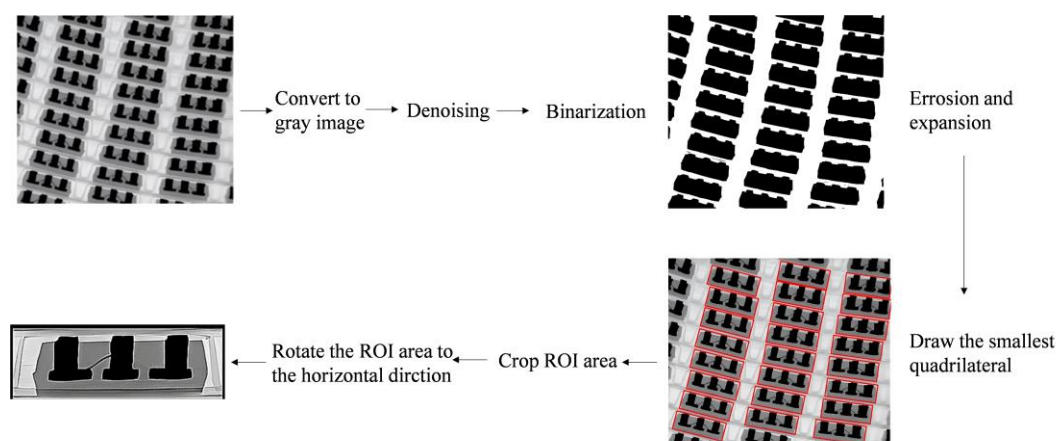 Convert to
gray image
Denoising
Binarization
Errosion and
expansion
Draw the smallest
quadrilateral
Crop ROI area
Rotate the ROI area to
the horizontal dirction